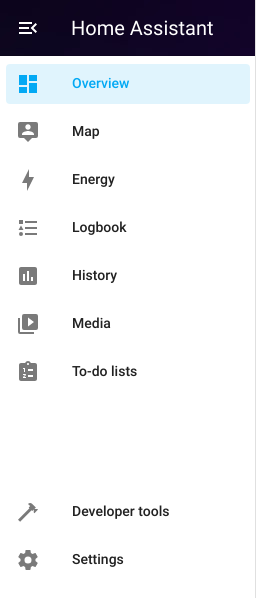 Home Assistant
Overview
Map
Energy
Logbook
History
Media
To-do lists
Developer tools
Settings